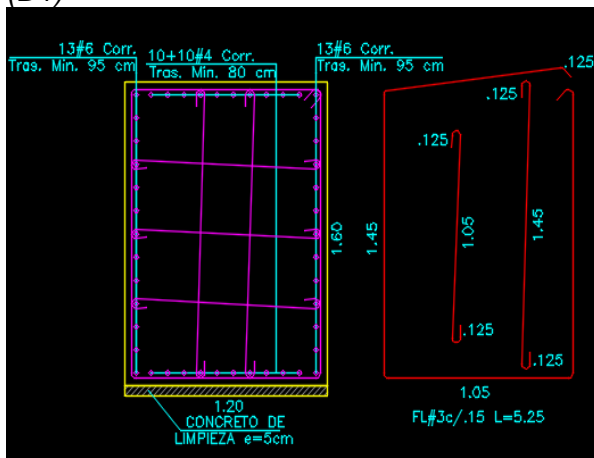 13#6 Corr.
Tras. Min. 95 cm
10+10#4 Corr.
Tras. Min. 80 cm
13#6 Corr.
Tras. Min. 95 cm
.125
.125
.125
1.60
1.45
1.05
1.45
.125
.125
1.20
1.05
CONCRETO DE
LIMPIEZA e=5cm
FL#3c/.15 L=5.25